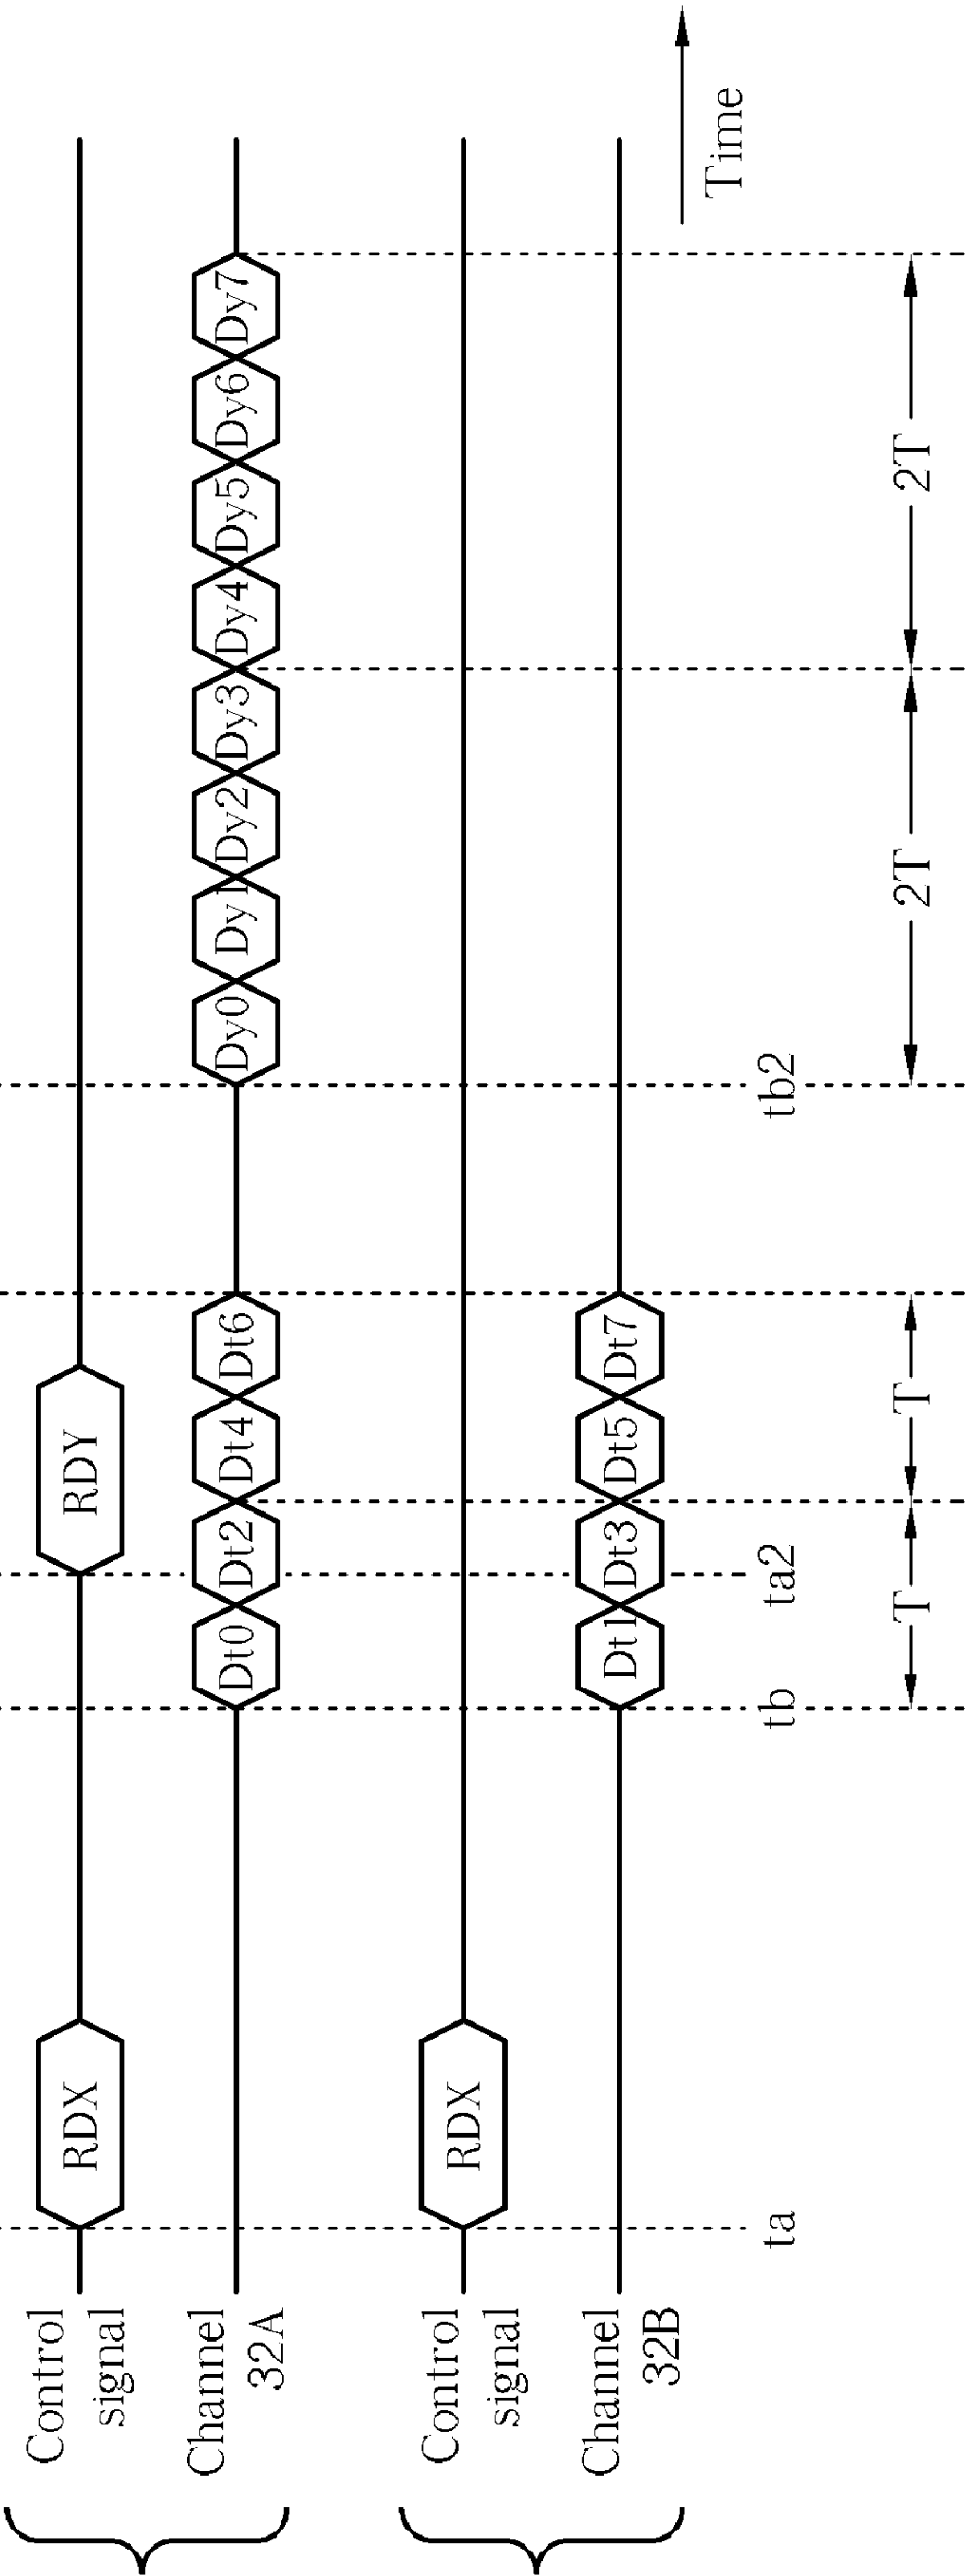 Control
signal
RDX
RDY
Channel
32A
Dt0
Dt2
Dt4
Dt6
Dy0
Dy1
Dy2
Dy3
Dy4
Dy5
Dy6
Dy7
Control
signal
RDX
Channel
32B
Dt1
Dt3
Dt5
Dt7
Time
ta
tb
ta2
tb2
T
T
2T
2T